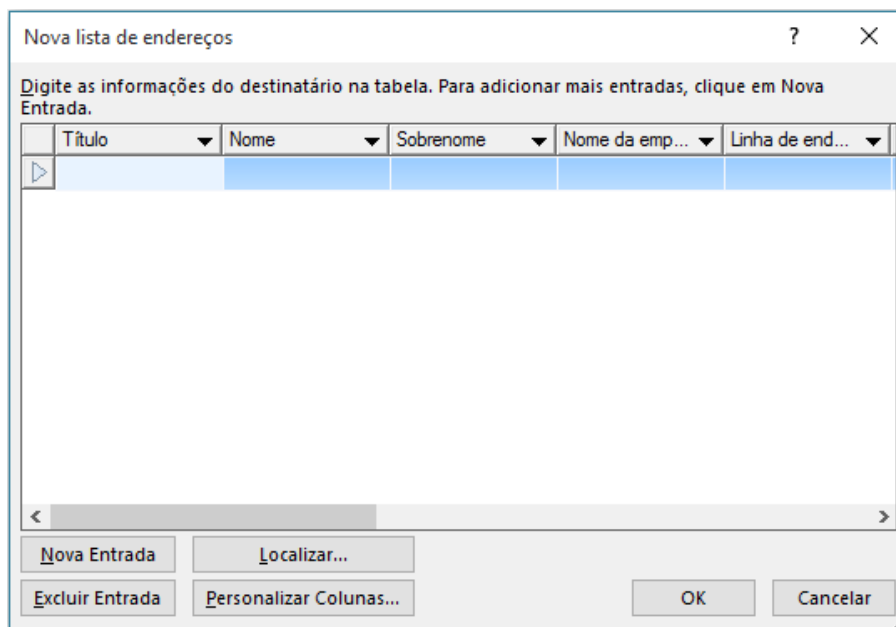 Nova lista de endereços ?
Digite as informações do destinatário na tabela. Para adicionar mais entradas, clique em Nova
Entrada.
Título Nome Sobrenome Nome da emp... Linha de end...
Nova Entrada Localizar...
Excluir Entrada Personalizar Colunas... OK Cancelar